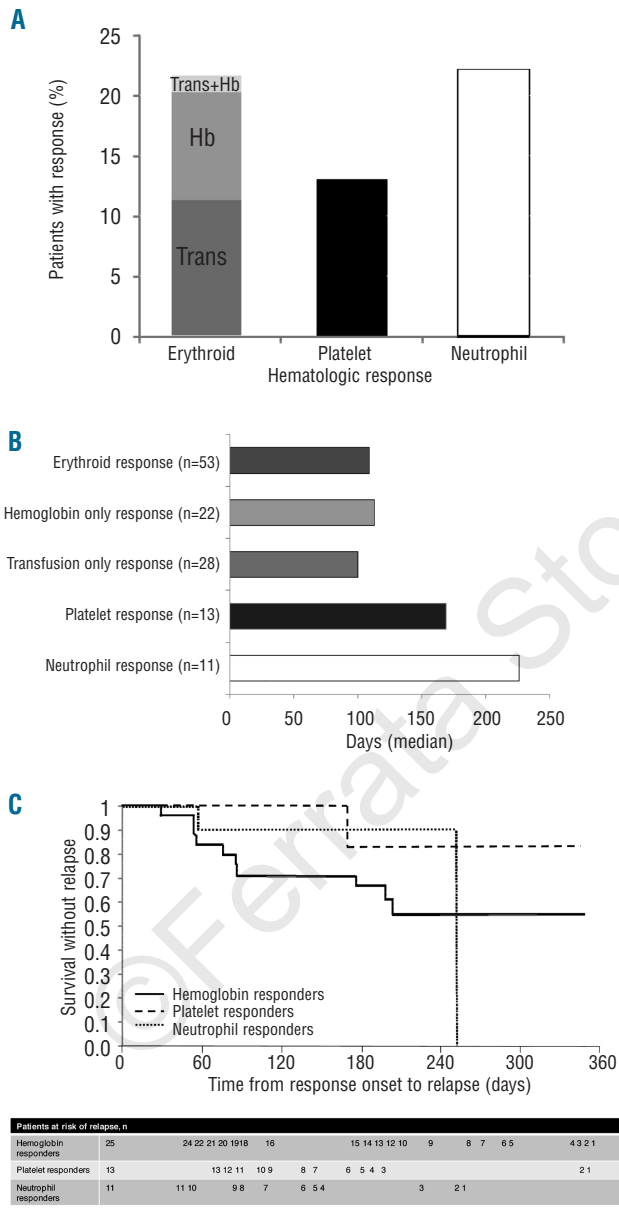 A
25
20
15
10
5
0
Patients with response (%)
Trans+Hb
Hb
Trans
Erythroid
Platelet
Neutrophil
Hematologic response
B
Erythroid response (n=53)
Hemoglobin only response (n=22)
Transfusion only response (n=28)
Platelet response (n=13)
Neutrophil response (n=11)
0 50 100 150 200 250
Days (median)
C
1
0.9
0.8
0.7
0.6
0.5
0.4
0.3
0.2
0.1
0.0
Survival without relapse
Hemoglobin responders
Platelet responders
Neutrophil responders
0 60 120 180 240 300 360
Time from response onset to relapse (days)
Patients at risk of relapse, n
Hemoglobin responders 25 24 22 21 20 1918 16 15 14 13 12 10 9 8 7 6 5 4 3 2 1
Platelet responders 13 13 12 11 10 9 8 7 6 5 4 3 2 1
Neutrophil responders 11 11 10 9 8 7 6 5 4 3 2 1
©Ferrata Sto